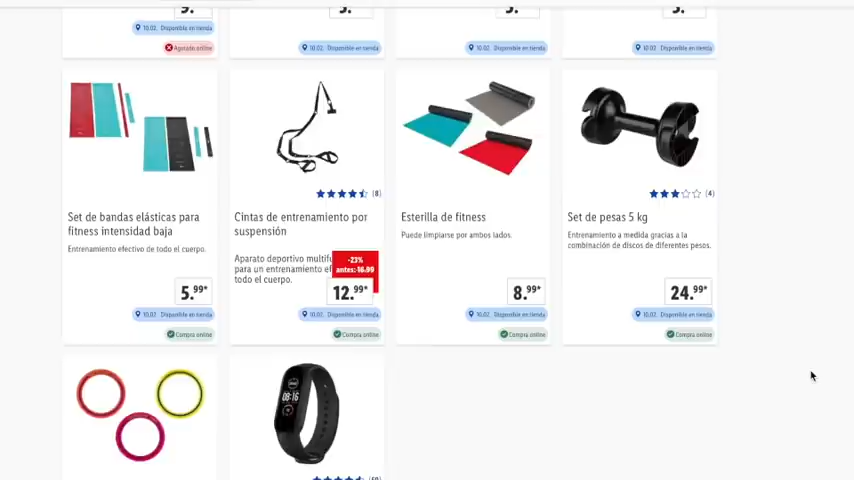 10.02. Disponible en tienda
Agotado online
10.02. Disponible en tienda
10.02. Disponible en tienda
10.02. Disponible en tienda
(8)
(4)
Set de bandas elásticas para
fitness intensidad baja
Entrenamiento efectivo de todo el cuerpo.
5.99*
10.02. Disponible en tienda
Compra online
Cintas de entrenamiento por
suspensión
Aparato deportivo multif
para un entrenamiento ef
todo el cuerpo.
-23%
antes: 16.99
12.99*
10.02. Disponible en tienda
Compra online
Esterilla de fitness
Puede limpiarse por ambos lados.
8.99*
10.02. Disponible en tienda
Compra online
Set de pesas 5 kg
Entrenamiento a medida gracias a la
combinación de discos de diferentes pesos.
24.99*
10.02. Disponible en tienda
Compra online
08:16